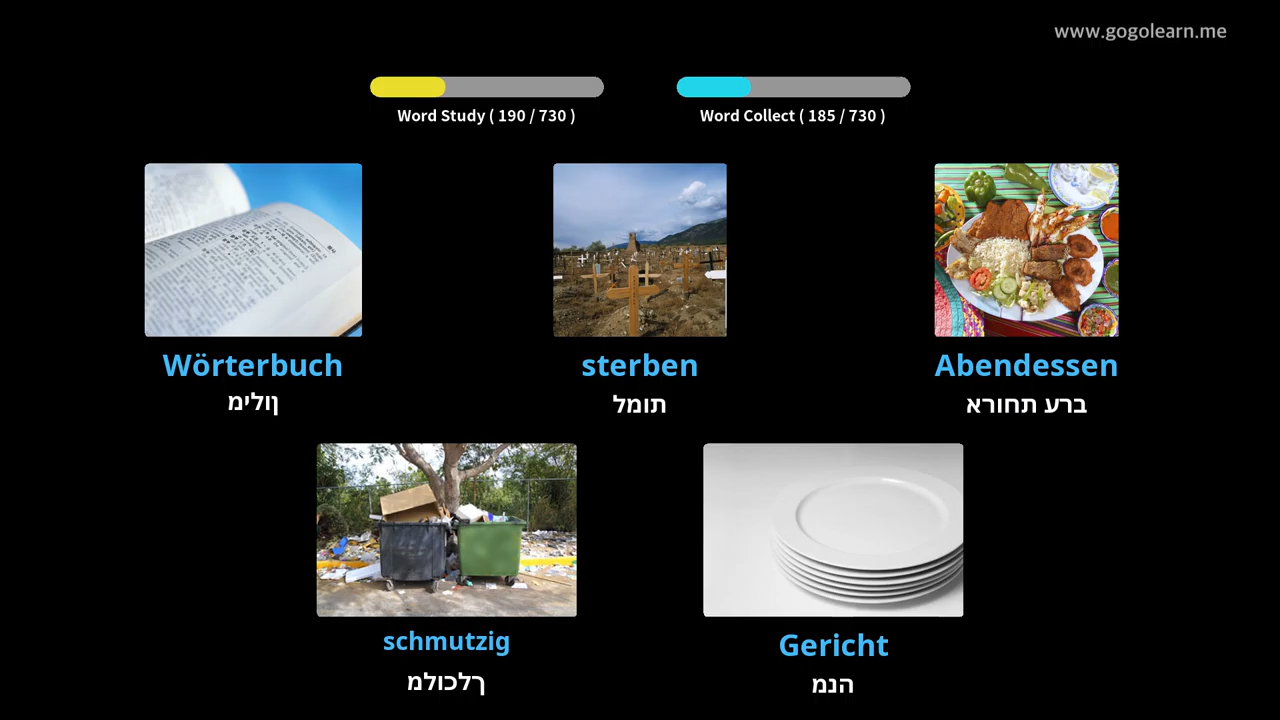 www.gogolearn.me
Word Study ( 190 / 730 )
Word Collect ( 185 / 730 )
Wörterbuch
ןולימ
sterben
תומל
Abendessen
ברע תחורא
schmutzig
ךלכולמ
Gericht
הנמ